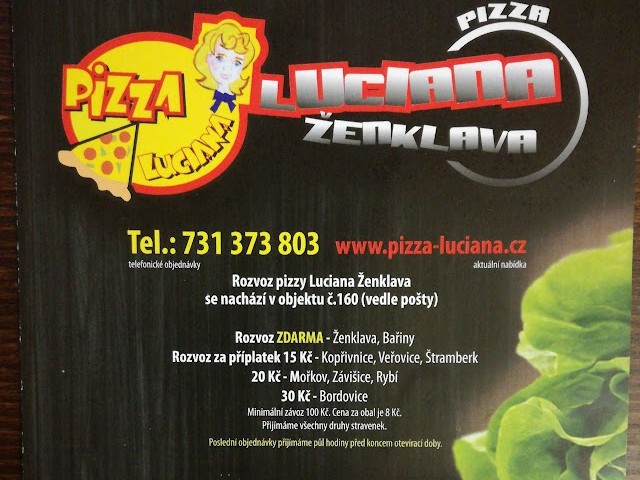 PIZZA
LUCIANA
PIZZA
LUCIANA
ŽENKLAVA
Tel.: 731 373 803 www.pizza-luciana.cz
telefonické objednávky aktuální nabídka
Rozvoz pizzy Luciana Ženklava
se nachází v objektu č.160 (vedle pošty)
Rozvoz ZDARMA - Ženklava, Bařiny
Rozvoz za příplatek 15 Kč - Kopřivnice, Veřovice, Štramberk
20 Kč - Mořkov, Závišice, Rybí
30 Kč - Bordovice
Minimální závoz 100 Kč. Cena za obal je 8 Kč.
Přijímáme všechny druhy stravenek.
Poslední objednávky přijímáme půl hodiny před koncem otevírací doby.